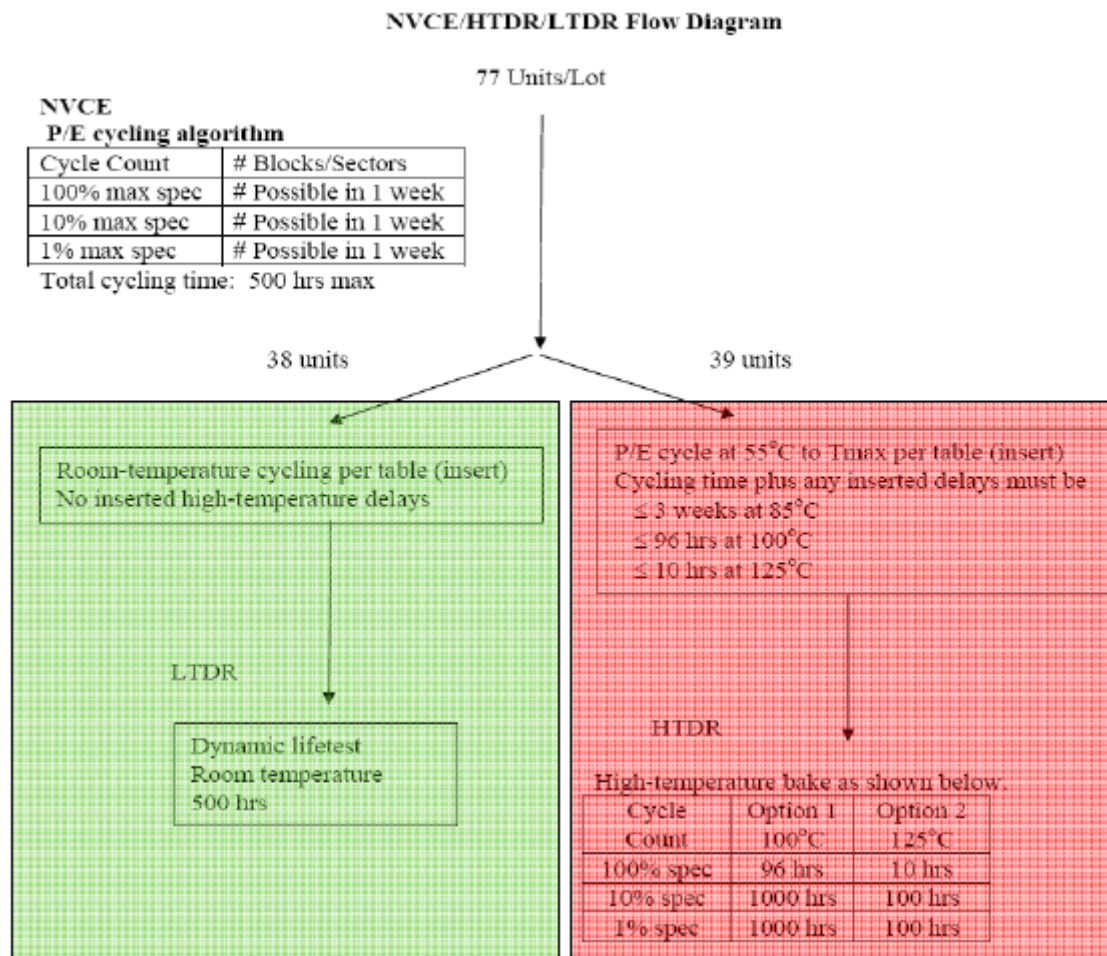 NVCE/HTDR/LTDR Flow Diagram
77 Units/Lot
NVCE
P/E cycling algorithm
Cycle Count # Blocks/Sectors
100% max spec # Possible in 1 week
10% max spec # Possible in 1 week
1% max spec # Possible in 1 week
Total cycling time: 500 hrs max
38 units
39 units
Room-temperature cycling per table (insert)
No inserted high-temperature delays
LTDR
Dynamic lifetest
Room temperature
500 hrs
P/E cycle at 55°C to Tmax per table (insert)
Cycling time plus any inserted delays must be
≤ 3 weeks at 85°C
≤ 96 hrs at 100°C
≤ 10 hrs at 125°C
HTDR
High-temperature bake as shown below.
Cycle Option 1 Option 2
Count 100°C 125°C
100% spec 96 hrs 10 hrs
10% spec 1000 hrs 100 hrs
1% spec 1000 hrs 100 hrs